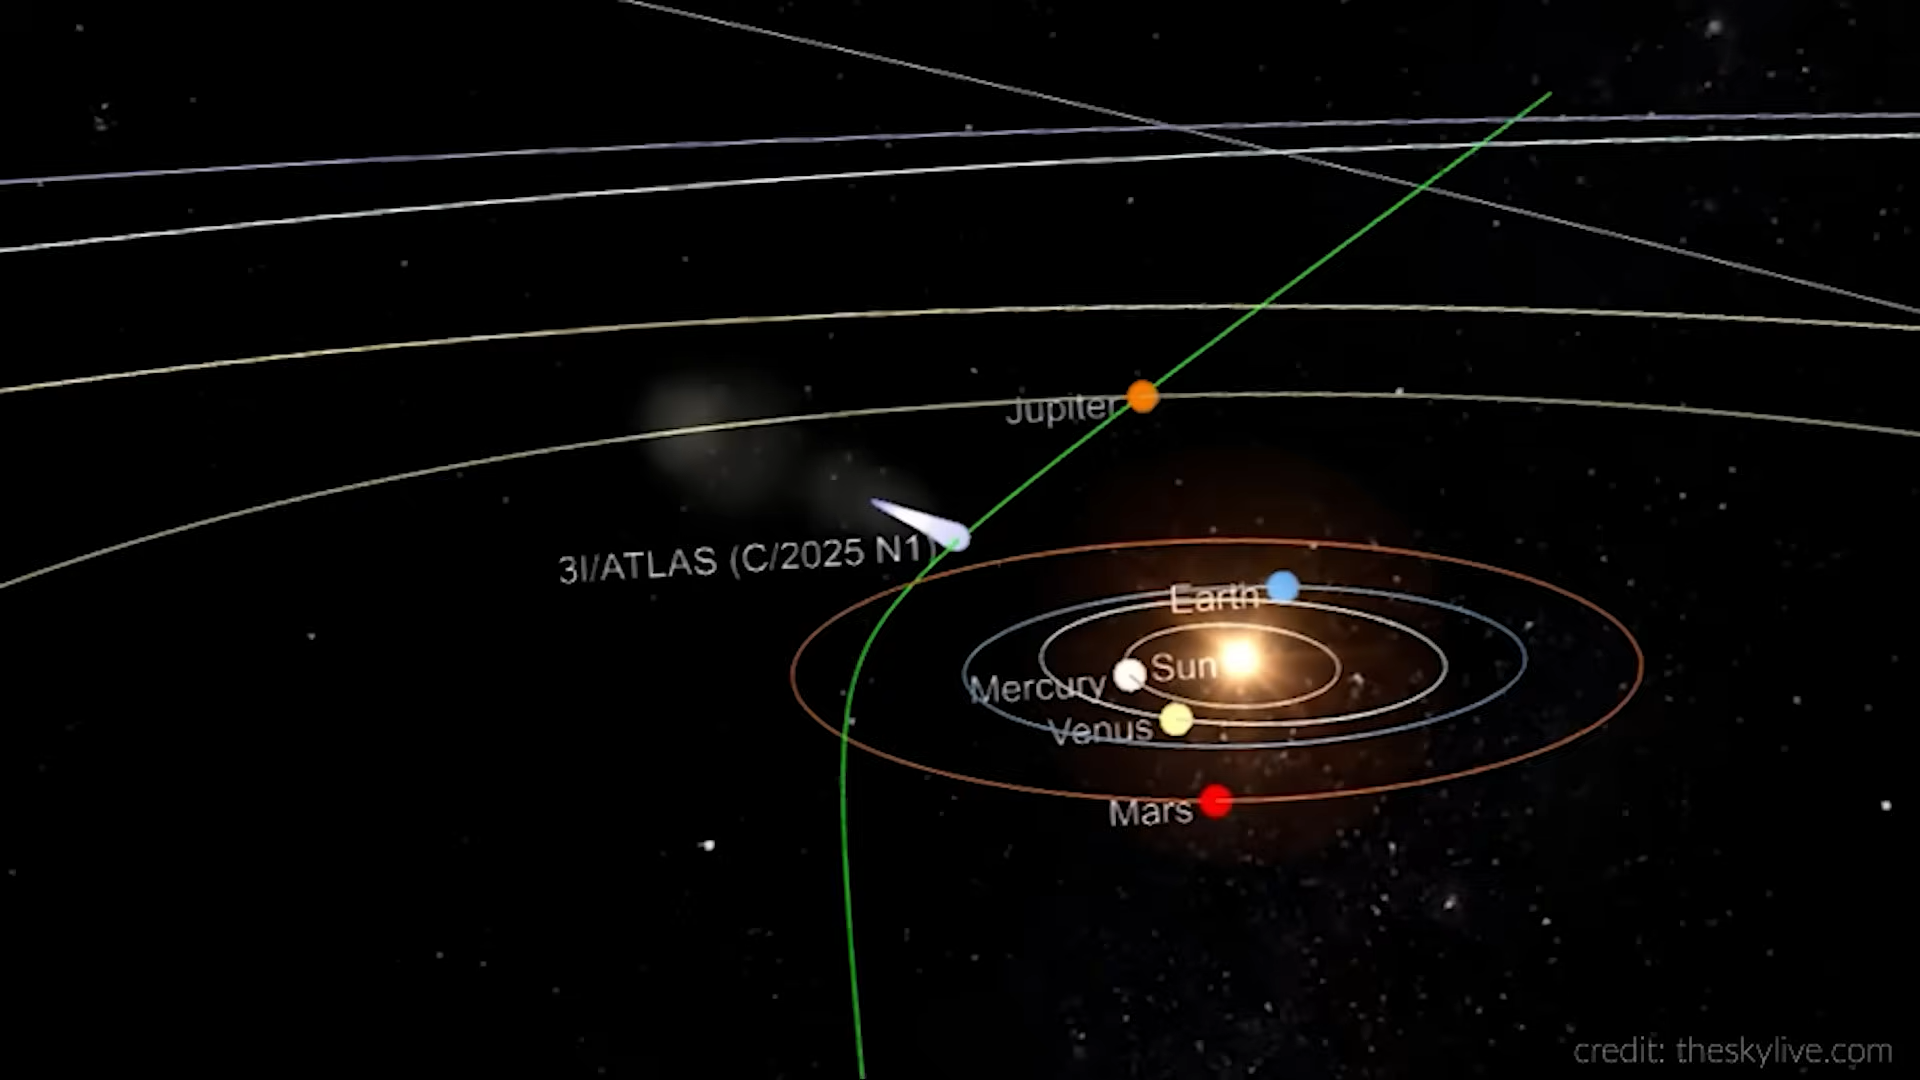 Jupiter
3I/ATLAS (C/2025 N1)
Earth
Sun
Mercury
Venus
Mars
credit: theskylive.com